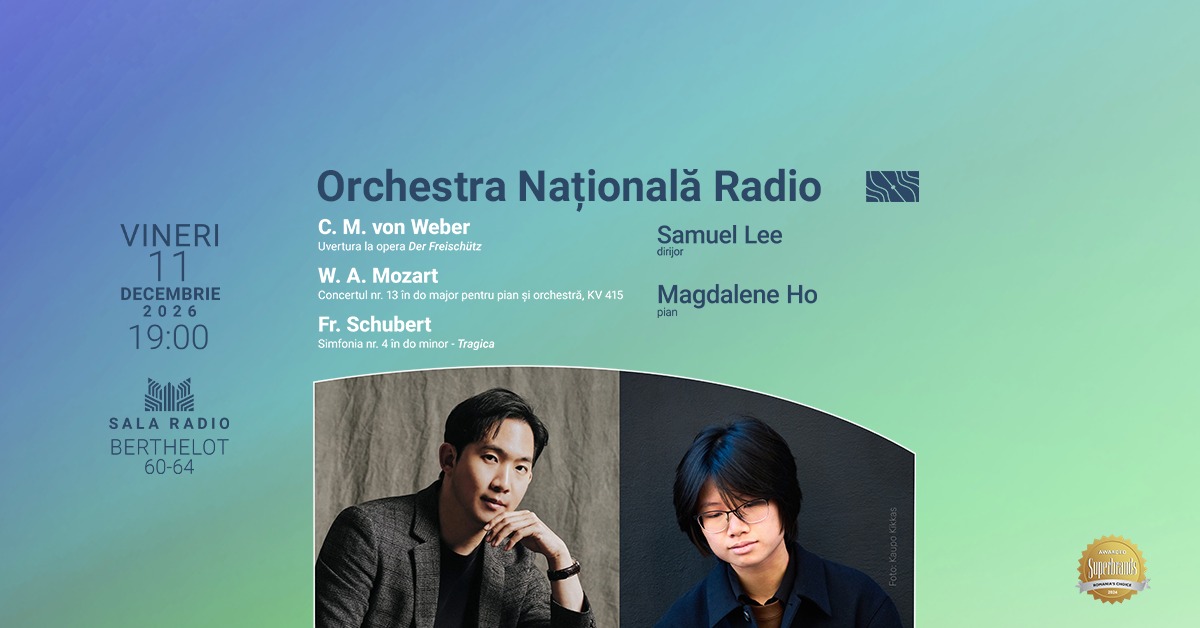 Orchestra Națională Radio
VINERI
11
DECEMBRIE
2026
19:00
SALA RADIO
BERTHELOT
60-64
C. M. von Weber
Uvertura la opera Der Freischütz
W. A. Mozart
Concertul nr. 13 în do major pentru pian și orchestră, KV 415
Fr. Schubert
Simfonia nr. 4 în do minor - Tragica
Samuel Lee
dirijor
Magdalene Ho
pian
Foto: Kaupo Kikkas
AWARDED
Superbrands
ROMANIA'S CHOICE
2024